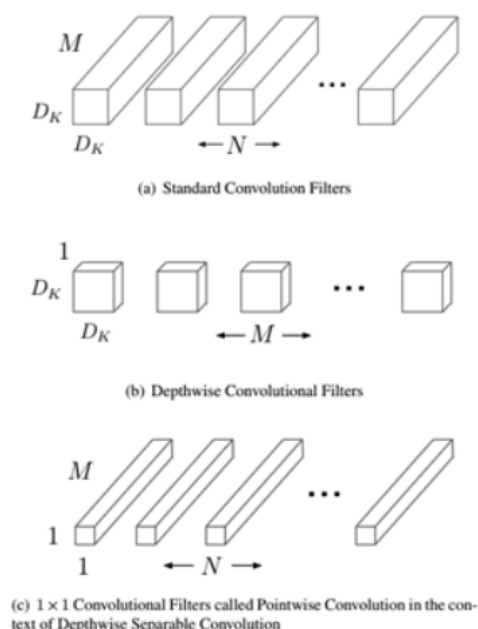 M
D_K
D_K
← N →
...
(a) Standard Convolution Filters
1
D_K
D_K
← M →
...
(b) Depthwise Convolutional Filters
M
1
1
← N →
...
(c) 1 × 1 Convolutional Filters called Pointwise Convolution in the con-
text of Depthwise Separable Convolution